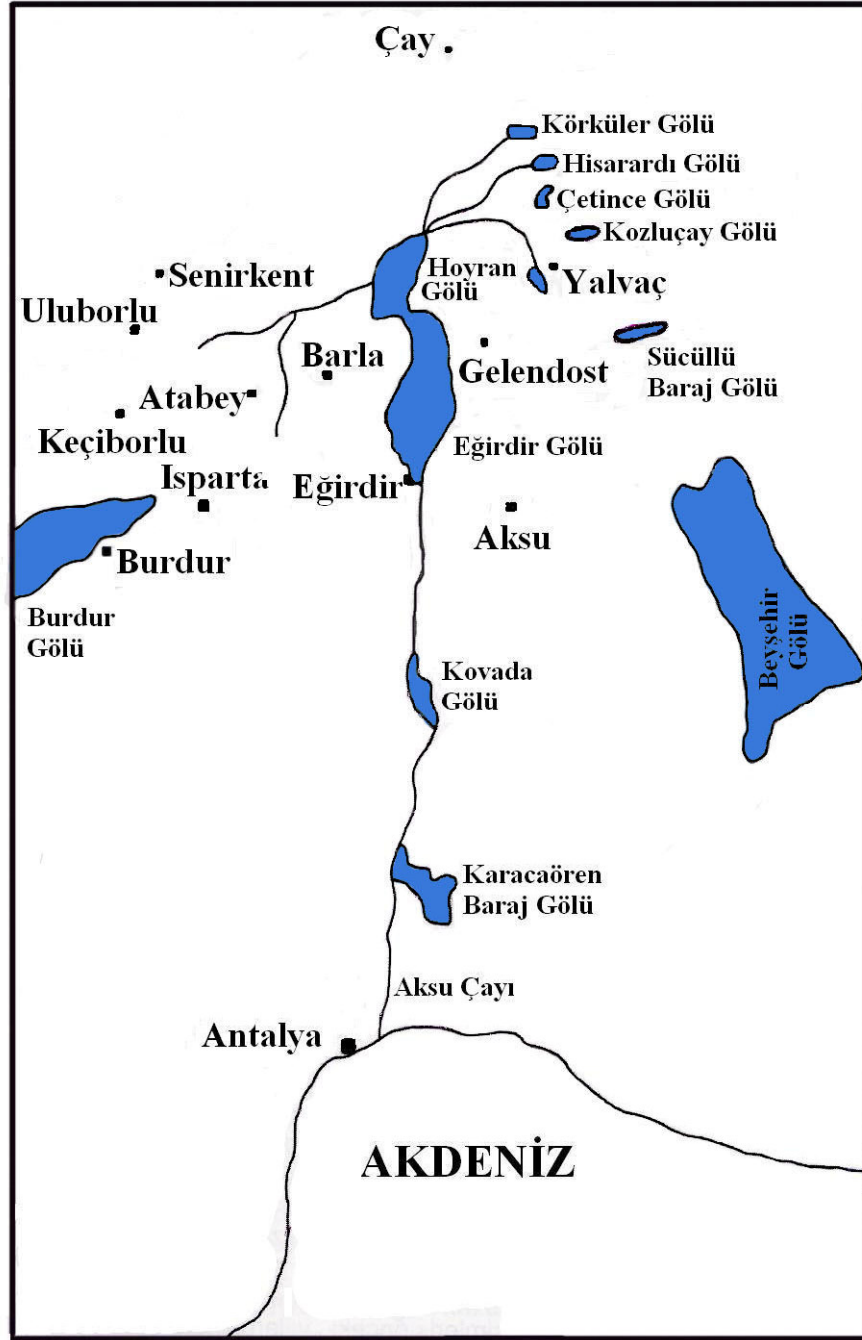 Çay
Körküler Gölü
Hisarardı Gölü
Çetince Gölü
Kozluçay Gölü
Hoyran
Gölü
Yalvaç
Senirkent
Uluborlu
Barla
Gelendost
Sücüllü
Baraj Gölü
Atabey
Keçiborlu
Eğirdir Gölü
Isparta
Eğirdir
Aksu
Burdur
Burdur
Gölü
Beyşehir
Gölü
Kovada
Gölü
Karacaören
Baraj Gölü
Aksu Çayı
Antalya
AKDENİZ